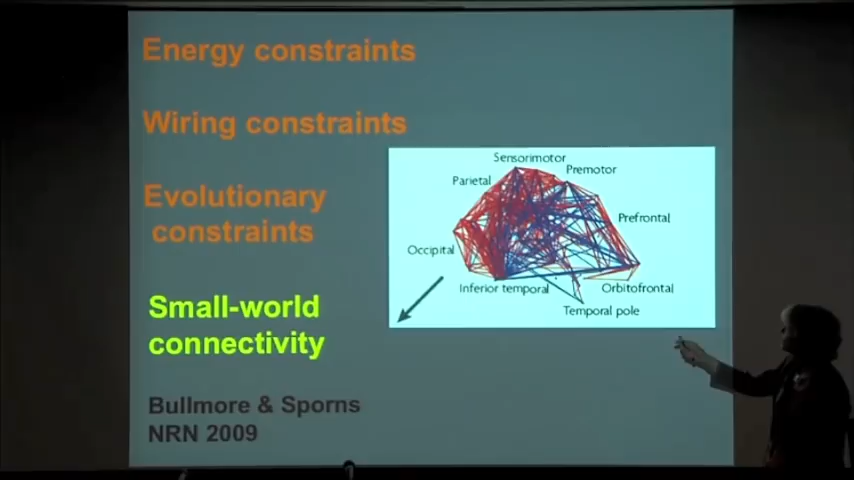 Energy constraints
Wiring constraints
Evolutionary
constraints
Small-world
connectivity
Bullmore & Sporns
NRN 2009
Sensorimotor
Premotor
Parietal
Prefrontal
Occipital
Inferior temporal
Orbitofrontal
Temporal pole